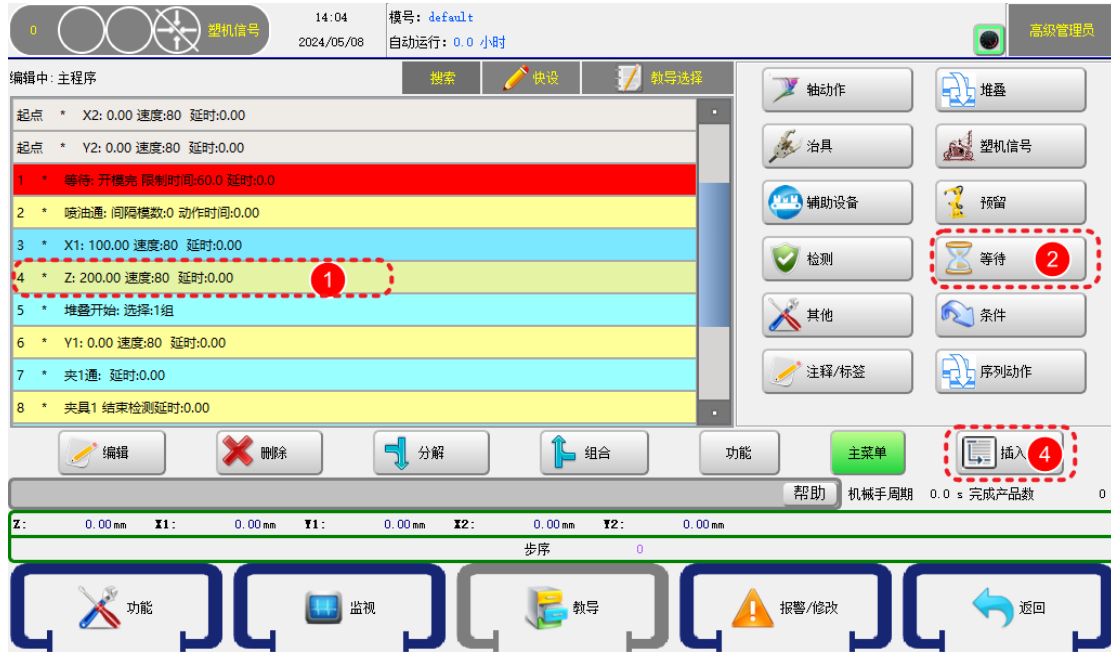 0 塑机信号 14:04 2024/05/08 模号: default 自动运行: 0.0 小时 高级管理员
编辑中: 主程序 搜索 快设 教导选择
起点 * X2: 0.00 速度:80 延时:0.00
起点 * Y2: 0.00 速度:80 延时:0.00
1 * 等待: 开模完 限制时间:60.0 延时:0.0
2 * 喷油通: 间隔模数:0 动作时间:0.00
3 * X1: 100.00 速度:80 延时:0.00
4 * Z: 200.00 速度:80 延时:0.00 1
5 * 堆叠开始: 选择:1组
6 * Y1: 0.00 速度:80 延时:0.00
7 * 夹1通: 延时:0.00
8 * 夹具1 结束检测延时:0.00
轴动作 堆叠
治具 塑机信号
辅助设备 预留
检测 等待 2
其他 条件
注释/标签 序列动作
编辑 删除 分解 组合 功能 主菜单 插入 4
帮助 机械手周期 0.0 s 完成产品数 0
Z: 0.00mm X1: 0.00mm Y1: 0.00mm X2: 0.00mm Y2: 0.00mm
步序 0
功能 监视 教导 报警/修改 返回